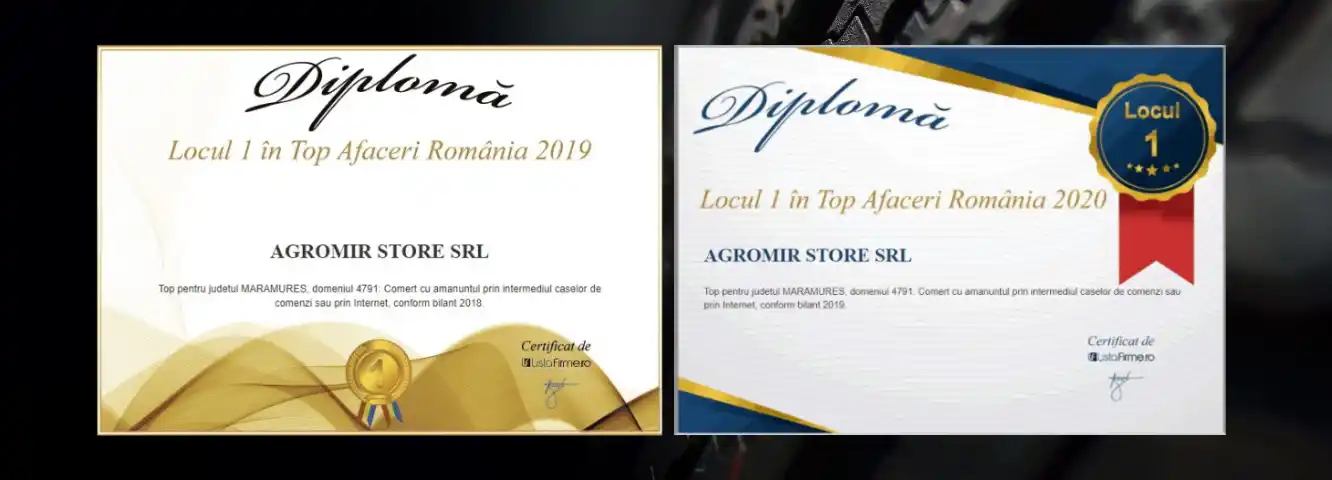 Diplomă
Locul 1 în Top Afaceri România 2019
AGROMIR STORE SRL
Top pentru judetul MARAMURES, domeniul 4791: Comert cu amanuntul prin intermediul caselor de
comenzi sau prin Internet, conform bilant 2018.
1
Certificat de
ListaFirme.ro
Diplomă
Locul
1
Locul 1 în Top Afaceri România 2020
AGROMIR STORE SRL
Top pentru judetul MARAMURES, domeniul 4791: Comert cu amanuntul prin intermediul caselor de comenzi sau
prin Internet, conform bilant 2019.
Certificat de
ListaFirme.ro